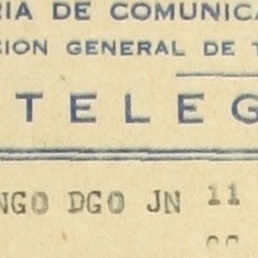 RIA DE COMUNICA
CION GENERAL DE T
TELEG
NGO DGO JN 11